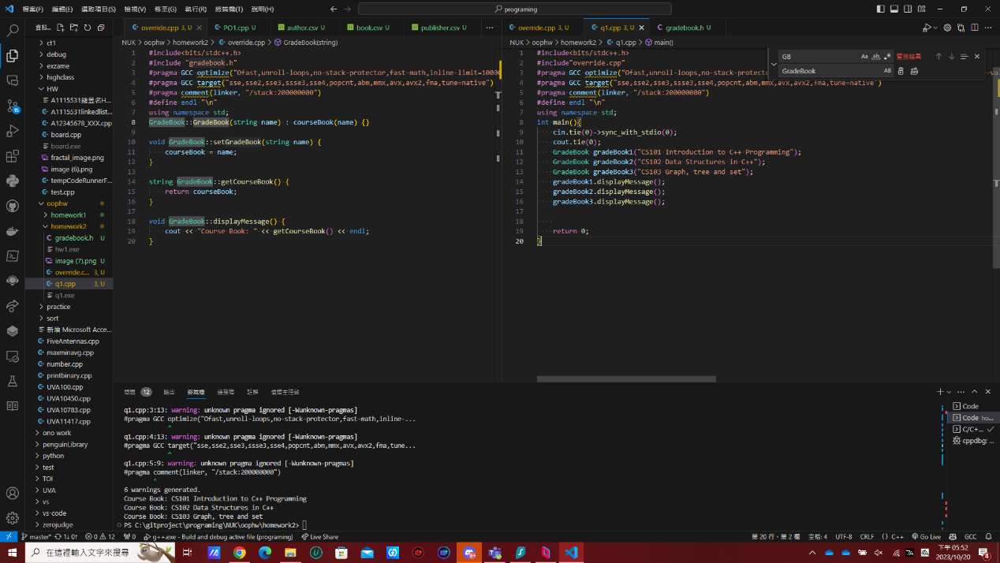 檔案(F) 編輯(E) 選取項目(S) 檢視(V) 移至(G) 執行(R) 終端機(T) 說明(H)
programing
override.cpp 3, U
PO1.cpp U
author.csv U
book.csv U
publisher.csv U
override.cpp 3, U
q1.cpp 3, U
gradebook.h U
ct1
debug
exzame
highclass
HW
A12345678_XXX.cpp
board.cpp
board.exe
fractal_image.png
image (6).png
tempCodeRunnerF...
test.cpp
oophw
homework1
homework2
gradebook.h U
hw1.exe
image (7).png U
override.c... 3, U
q1.cpp 3, U
q1.exe
practice
sort
新增 Microsoft Acce...
FiveAntennas.cpp
maxminavg.cpp
number.cpp
printbinary.cpp
UVA100.cpp
UVA10450.cpp
UVA10783.cpp
UVA11417.cpp
ono work
penguinLibrary
python
test
TOI
UVA
vs
vs-code
zerojudge
NUK > oophw > homework2 > override.cpp > GradeBook(string)
1 #include<bits/stdc++.h>
2 #include "gradebook.h"
3 #pragma GCC optimize("Ofast,unroll-loops,no-stack-protector,fast-math,inline-limit=1000
4 #pragma GCC target("sse,sse2,sse3,ssse3,sse4,popcnt,abm,mmx,avx,avx2,fma,tune=native")
5 #pragma comment(linker, "/stack:200000000")
6 #define endl "\n"
7 using namespace std;
8 GradeBook::GradeBook(string name) : courseBook(name) {}
9
10 void GradeBook::setGradeBook(string name) {
11 courseBook = name;
12 }
13
14 string GradeBook::getCourseBook() {
15 return courseBook;
16 }
17
18 void GradeBook::displayMessage() {
19 cout << "Course Book: " << getCourseBook() << endl;
20 }
NUK > oophw > homework2 > q1.cpp > main()
1 #include<bits/stdc++.h>
2 #include"override.cpp"
3 #pragma GCC optimize("Ofast,unroll-loops,no-stack-protector,fast-
4 #pragma GCC target("sse,sse2,sse3,ssse3,sse4,popcnt,abm,mmx,avx,avx2,fma,tune=native")
5 #pragma comment(linker, "/stack:200000000")
6 #define endl "\n"
7 using namespace std;
8 int main(){
9 cin.tie(0)->sync_with_stdio(0);
10 cout.tie(0);
11 GradeBook gradeBook1("CS101 Introduction to C++ Programming");
12 GradeBook gradeBook2("CS102 Data Structures in C++");
13 GradeBook gradeBook3("CS103 Graph, tree and set");
14 gradeBook1.displayMessage();
15 gradeBook2.displayMessage();
16 gradeBook3.displayMessage();
17
18
19 return 0;
20 }
GB Aa ab 查無結果
GradeBook AB
問題 12 輸出 終端機 連接埠 註解 偵錯主控台
q1.cpp:3:13: warning: unknown pragma ignored [-Wunknown-pragmas]
#pragma GCC optimize("Ofast,unroll-loops,no-stack-protector,fast-math,inline-...
^
q1.cpp:4:13: warning: unknown pragma ignored [-Wunknown-pragmas]
#pragma GCC target("sse,sse2,sse3,ssse3,sse4,popcnt,abm,mmx,avx,avx2,fma,tune...
^
q1.cpp:5:9: warning: unknown pragma ignored [-Wunknown-pragmas]
#pragma comment(linker, "/stack:200000000")
^
6 warnings generated.
Course Book: CS101 Introduction to C++ Programming
Course Book: CS102 Data Structures in C++
Course Book: CS103 Graph, tree and set
PS C:\gitproject\programing\NUK\oophw\homework2>
Code
Code ho...
C/C+...
cppdbg: ...
master* 0 12 0 g++.exe - Build and debug active file (programing) Live Share
第 20 行，第 2 欄 空格: 4 UTF-8 CRLF {} C++ Go Live GCC
在這裡輸入文字來搜尋
下午 05:52
2023/10/20
4